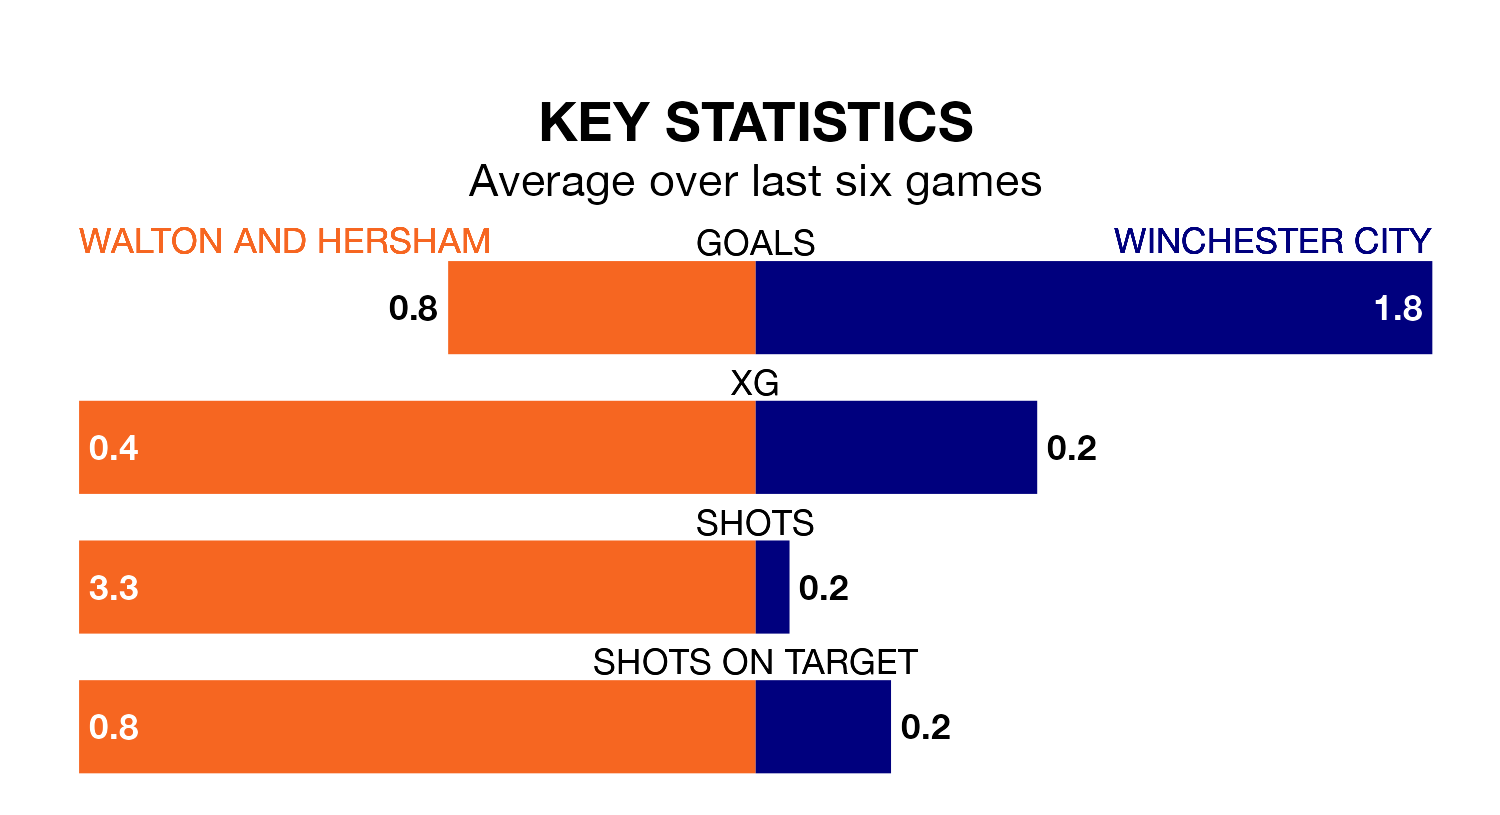 KEY STATISTICS
Average over last six games
WALTON AND HERSHAM GOALS WINCHESTER CITY
0.8 1.8
XG
0.4 0.2
SHOTS
3.3 0.2
SHOTS ON TARGET
0.8 0.2